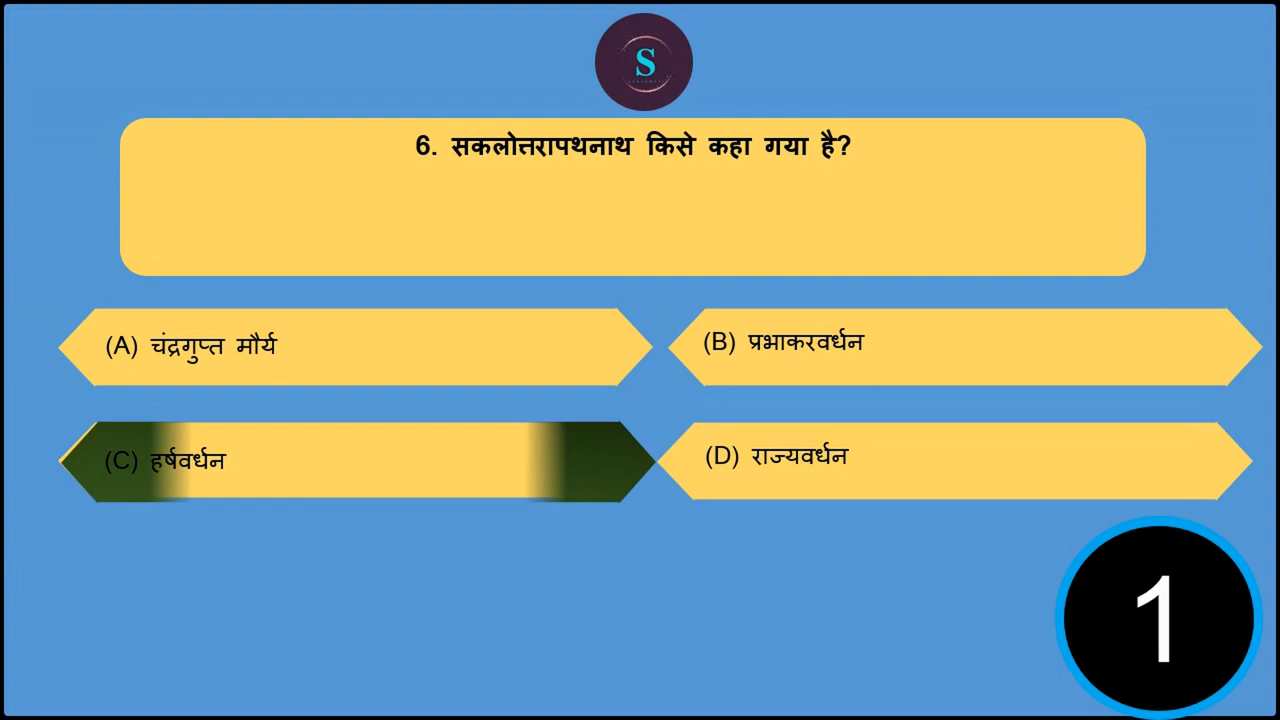 S
6. सकलोत्तरापथनाथ किसे कहा गया है?
(A) चंद्रगुप्त मौर्य
(B) प्रभाकरवर्धन
(C) हर्षवर्धन
(D) राज्यवर्धन
1